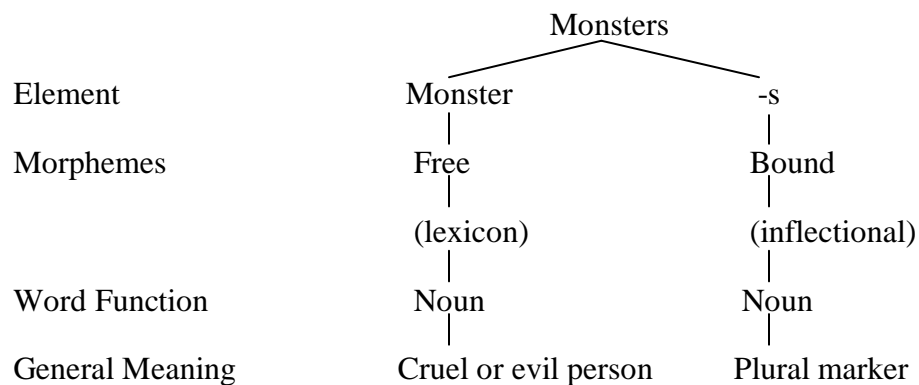 Monsters
Element Monster -s
Morphemes Free Bound
(lexicon) (inflectional)
Word Function Noun Noun
General Meaning Cruel or evil person Plural marker